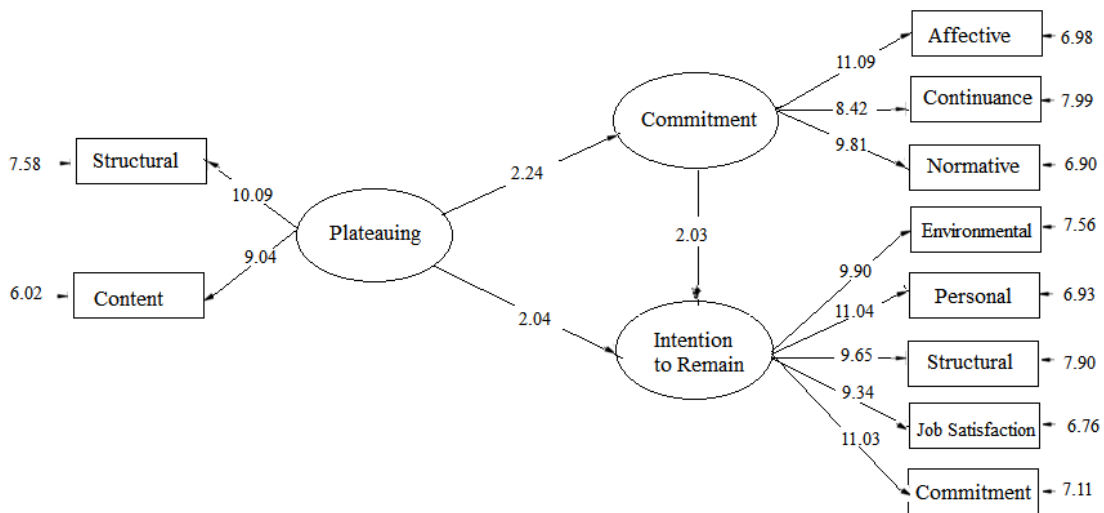 Affective
6.98
11.09
Commitment
Continuance
7.99
8.42
9.81
Normative
6.90
7.58
Structural
10.09
2.24
Plateauing
2.03
Environmental
7.56
9.04
9.90
6.02
Content
11.04
Personal
6.93
2.04
Intention
to Remain
9.65
Structural
7.90
9.34
Job Satisfaction
6.76
11.03
Commitment
7.11